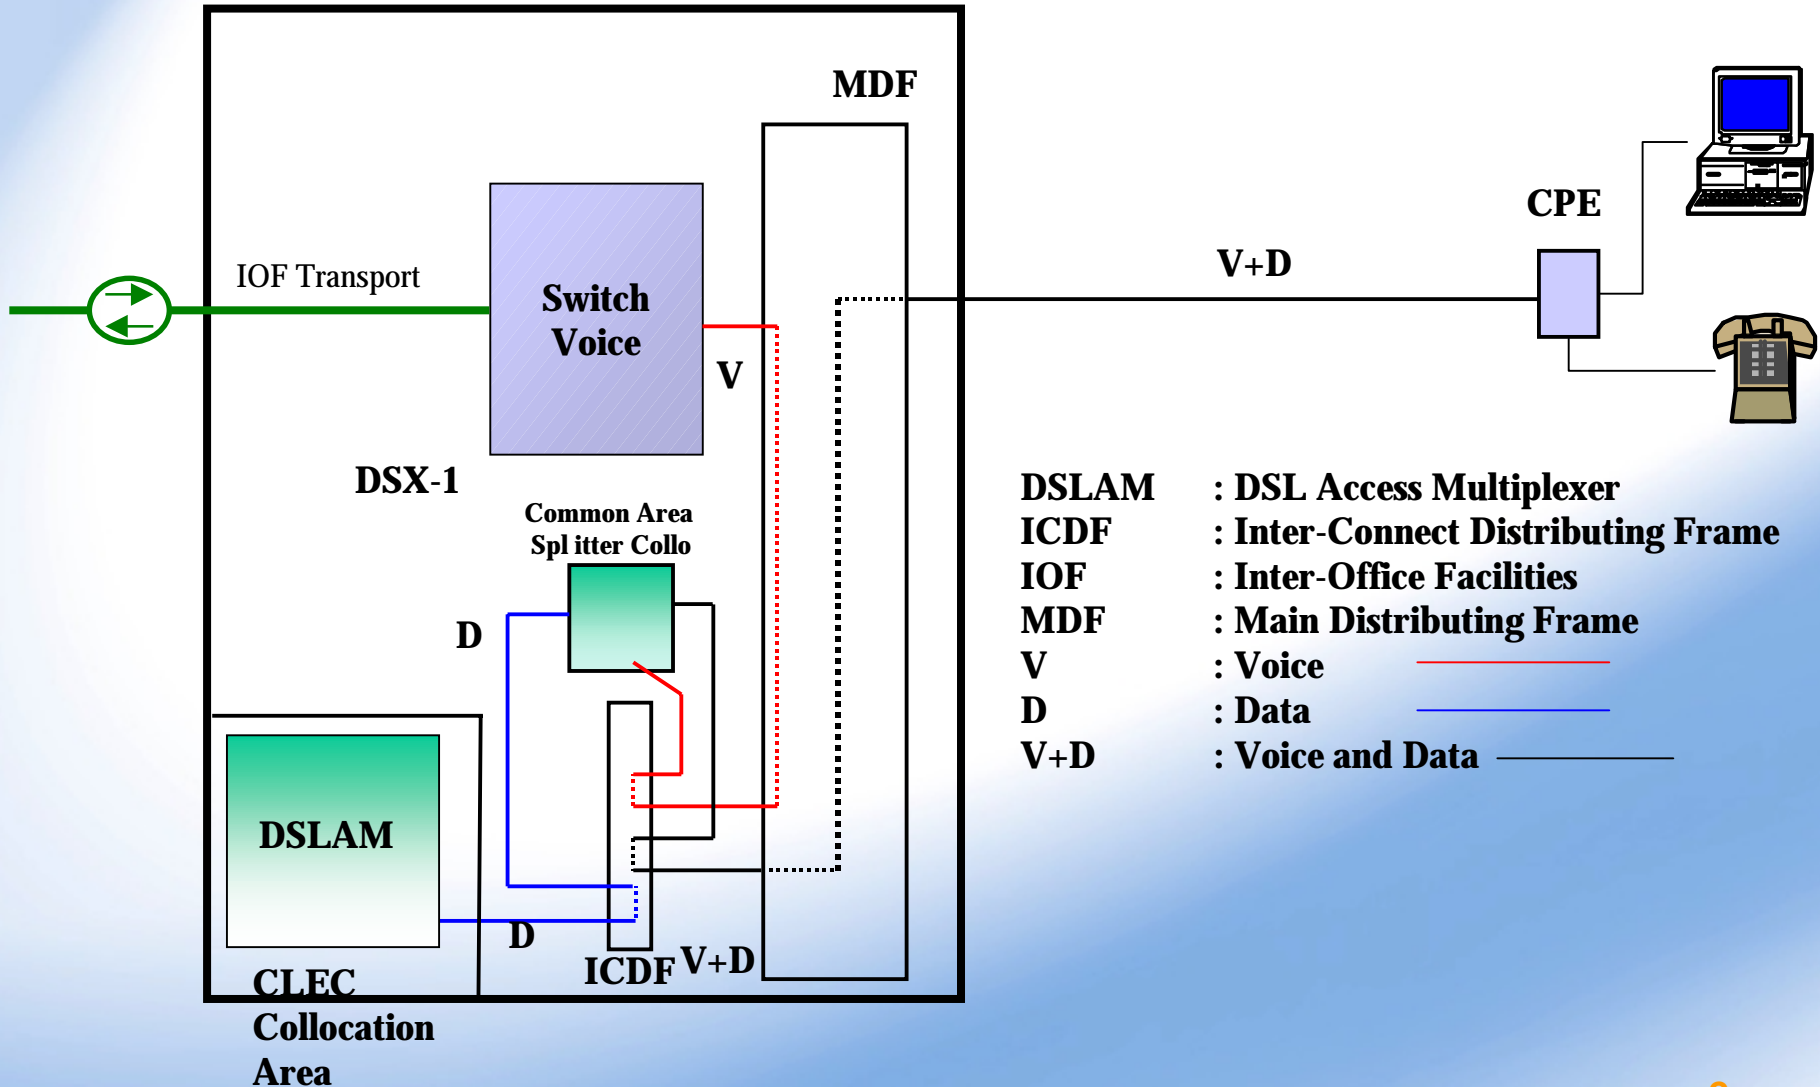 MDF
CPE
IOF Transport
V+D
Switch
Voice
V
DSX-1
Common Area
Spl itter Collo
D
DSLAM
D
ICDF
V+D
CLEC
Collocation
Area
DSLAM : DSL Access Multiplexer
ICDF : Inter-Connect Distributing Frame
IOF : Inter-Office Facilities
MDF : Main Distributing Frame
V : Voice
D : Data
V+D : Voice and Data